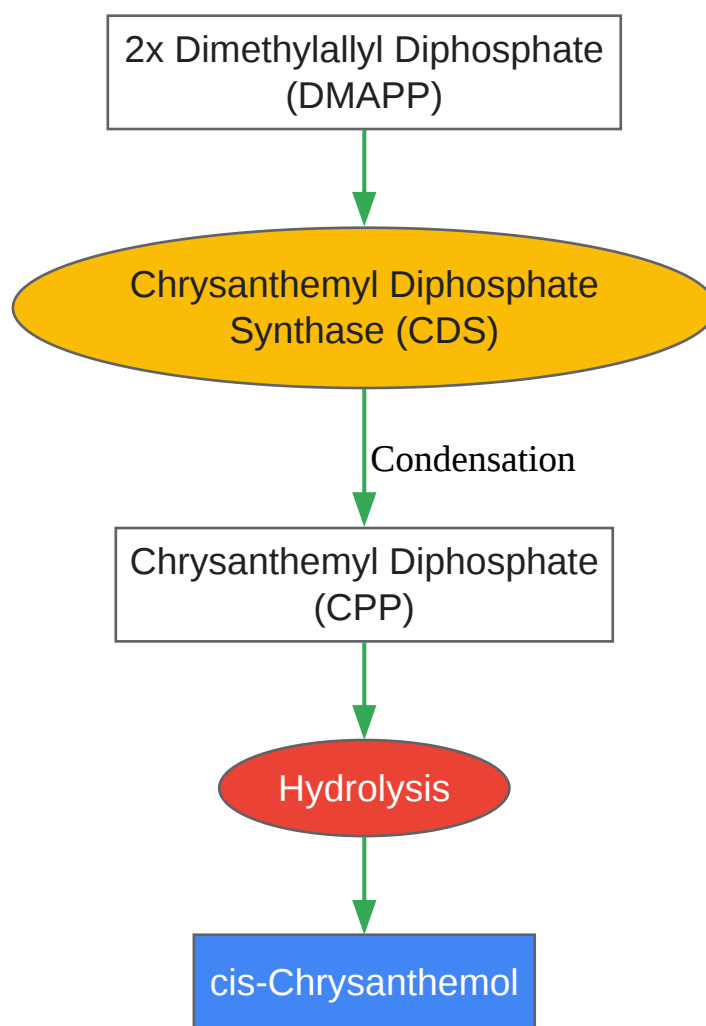 2x Dimethylallyl Diphosphate
(DMAPP)
Chrysanthemyl Diphosphate
Synthase (CDS)
Condensation
Chrysanthemyl Diphosphate
(CPP)
Hydrolysis
cis-Chrysanthemol